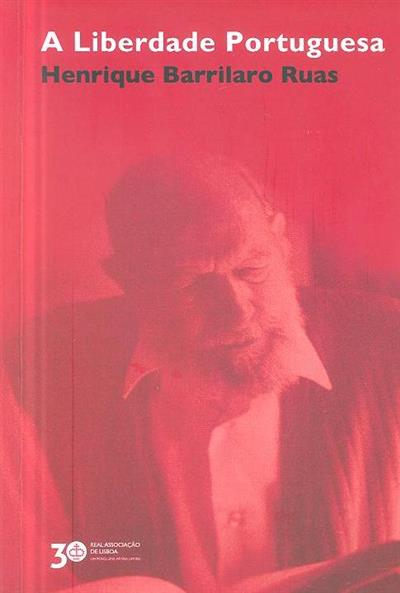 A Liberdade Portuguesa
Henrique Barrilaro Ruas
30
REAL ASSOCIAÇÃO
DE LISBOA